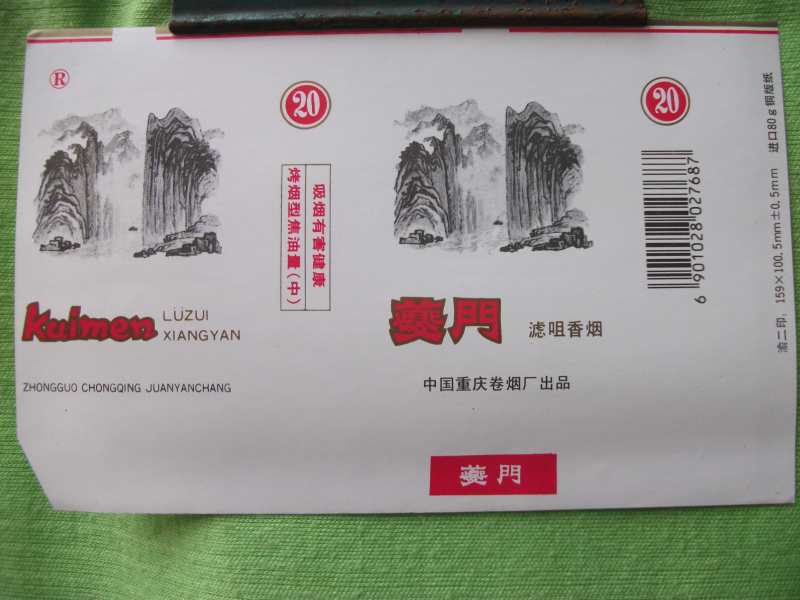 ®
20
吸烟有害健康
烤烟型焦油量(中)
Kuimen
LÜZUI
XIANGYAN
ZHONGGUO CHONGQING JUANYANCHANG
20
夔門
滤咀香烟
中国重庆卷烟厂出品
夔門
6 901028 027687
渝二印: 159×100.5mm±0.5mm 进口80g铜版纸